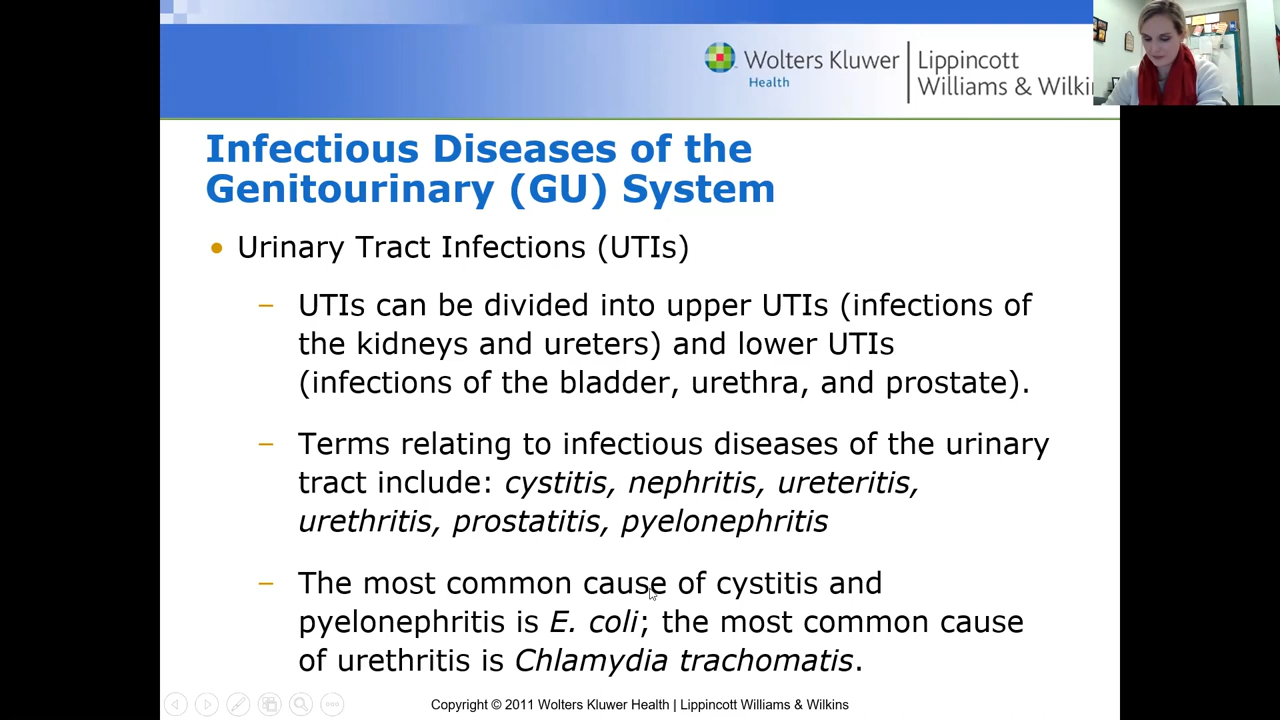 Wolters Kluwer
Health
Lippincott
Williams & Wilki
Infectious Diseases of the
Genitourinary (GU) System
• Urinary Tract Infections (UTIs)
– UTIs can be divided into upper UTIs (infections of
the kidneys and ureters) and lower UTIs
(infections of the bladder, urethra, and prostate).
– Terms relating to infectious diseases of the urinary
tract include: cystitis, nephritis, ureteritis,
urethritis, prostatitis, pyelonephritis
– The most common cause of cystitis and
pyelonephritis is E. coli; the most common cause
of urethritis is Chlamydia trachomatis.
Copyright © 2011 Wolters Kluwer Health | Lippincott Williams & Wilkins